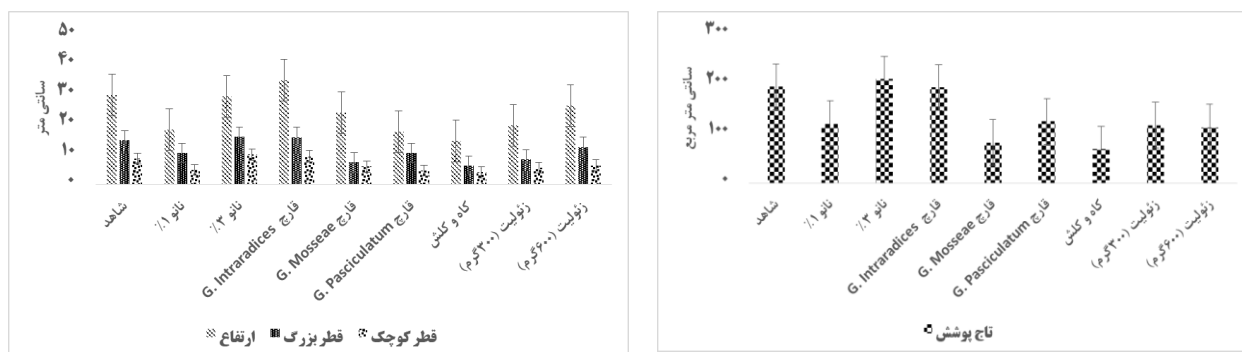 ۵۰
۴۰
۳۰
۲۰
۱۰
۰
سانتی متر
شاهد
نانو ۱٪
نانو ۳٪
قارچ G. Intraradices
قارچ G. Mosseae
قارچ G. Pasciculatum
کاه و کلش
زئولیت (۳۰۰گرم)
زئولیت (۶۰۰گرم)
ارتفاع
قطر بزرگ
قطر کوچک
۳۰۰
۲۰۰
۱۰۰
۰
سانتی متر مربع
شاهد
نانو ۱٪
نانو ۳٪
قارچ G. Intraradices
قارچ G. Mosseae
قارچ G. Pasciculatum
کاه و کلش
زئولیت (۳۰۰گرم)
زئولیت (۶۰۰گرم)
تاج پوشش